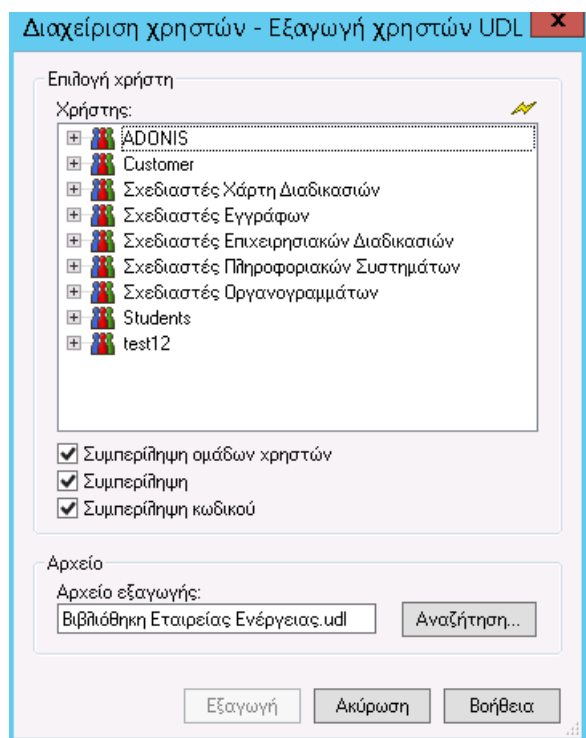 Διαχείριση χρηστών - Εξαγωγή χρηστών UDL
x
Επιλογή χρήστη
Χρήστης:
ADONIS
Customer
Σχεδιαστές Χάρτη Διαδικασιών
Σχεδιαστές Εγγράφων
Σχεδιαστές Επιχειρησιακών Διαδικασιών
Σχεδιαστές Πληροφοριακών Συστημάτων
Σχεδιαστές Οργανογραμμάτων
Students
test12
Συμπερίληψη ομάδων χρηστών
Συμπερίληψη
Συμπερίληψη κωδικού
Αρχείο
Αρχείο εξαγωγής:
Βιβλιόθηκη Εταιρείας Ενέργειας.udl Αναζήτηση...
Εξαγωγή Ακύρωση Βοήθεια